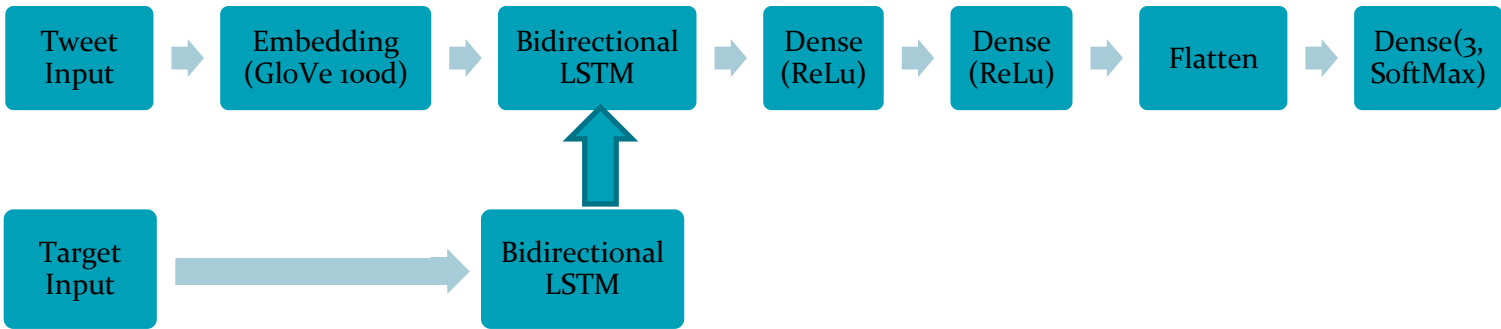 Tweet
Input
Embedding
(GloVe 100d)
Bidirectional
LSTM
Dense
(ReLu)
Dense
(ReLu)
Flatten
Dense(3,
SoftMax)
Target
Input
Bidirectional
LSTM